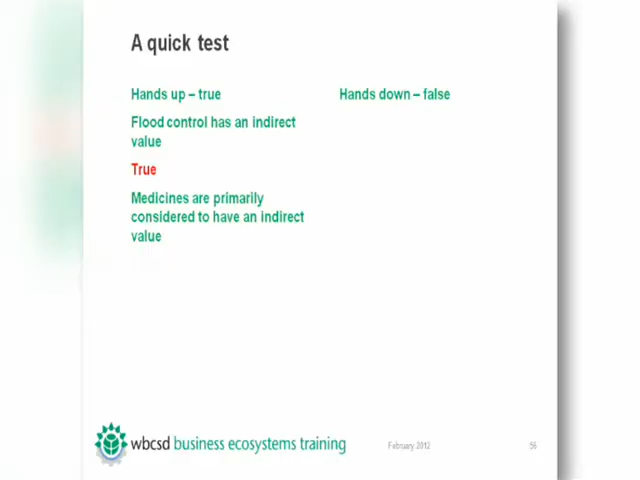 A quick test
Hands up – true
Hands down – false
Flood control has an indirect
value
True
Medicines are primarily
considered to have an indirect
value
wbcsd business ecosystems training
February 2012
56